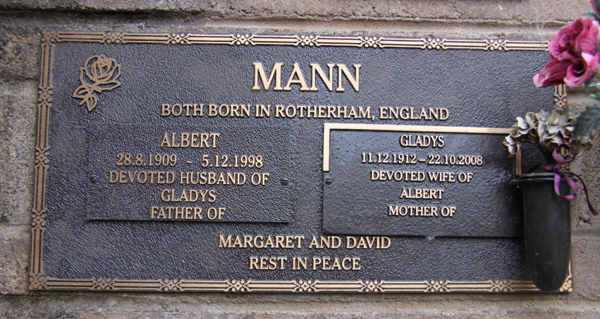 MANN
BOTH BORN IN ROTHERHAM, ENGLAND
ALBERT
28.8.1909 - 5.12.1998
DEVOTED HUSBAND OF
GLADYS
FATHER OF
GLADYS
11.12.1912 - 22.10.2008
DEVOTED WIFE OF
ALBERT
MOTHER OF
MARGARET AND DAVID
REST IN PEACE